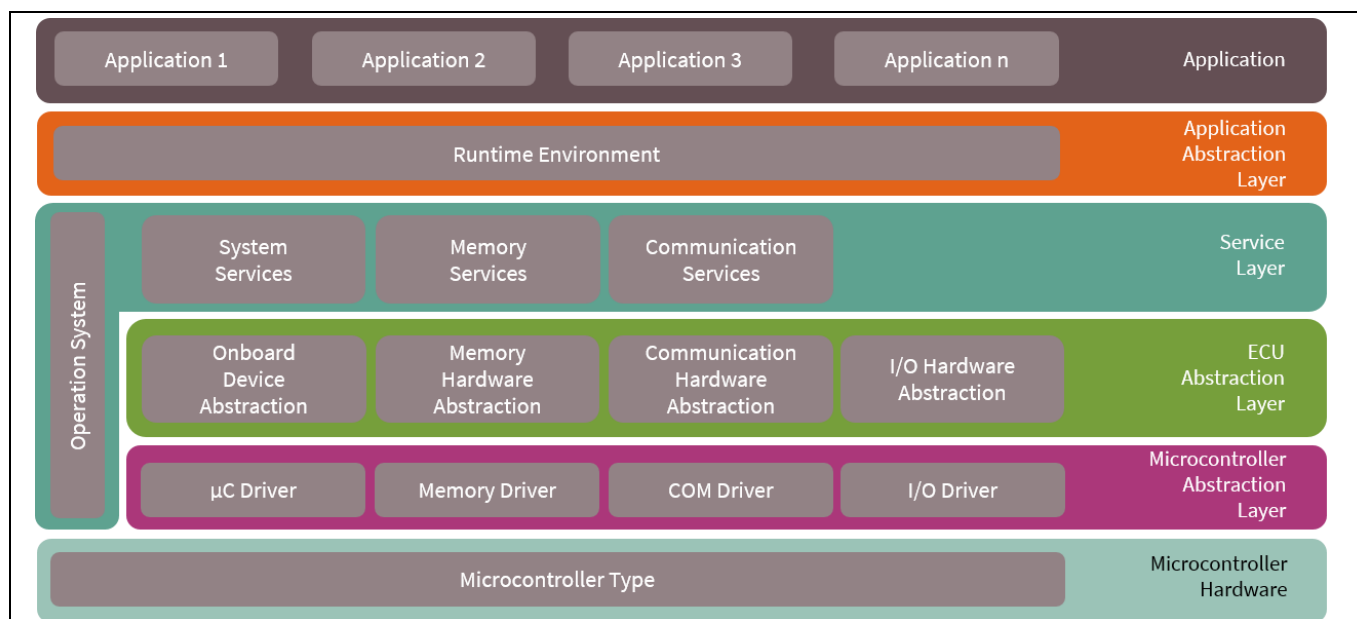 Application 1
Application 2
Application 3
Application n
Application
Runtime Environment
Application
Abstraction
Layer
Operation System
System
Services
Memory
Services
Communication
Services
Service
Layer
Onboard
Device
Abstraction
Memory
Hardware
Abstraction
Communication
Hardware
Abstraction
I/O Hardware
Abstraction
ECU
Abstraction
Layer
µC Driver
Memory Driver
COM Driver
I/O Driver
Microcontroller
Abstraction
Layer
Microcontroller Type
Microcontroller
Hardware